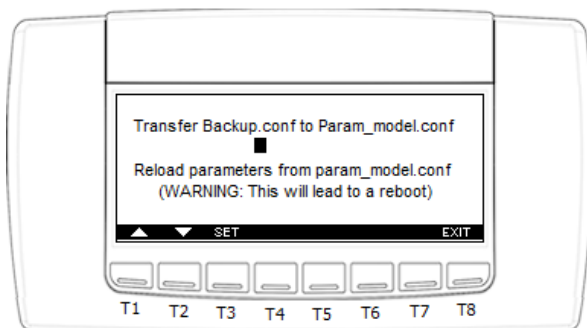 Transfer Backup.conf to Param_model.conf
Reload parameters from param_model.conf
(WARNING: This will lead to a reboot)
SET EXIT
T1 T2 T3 T4 T5 T6 T7 T8